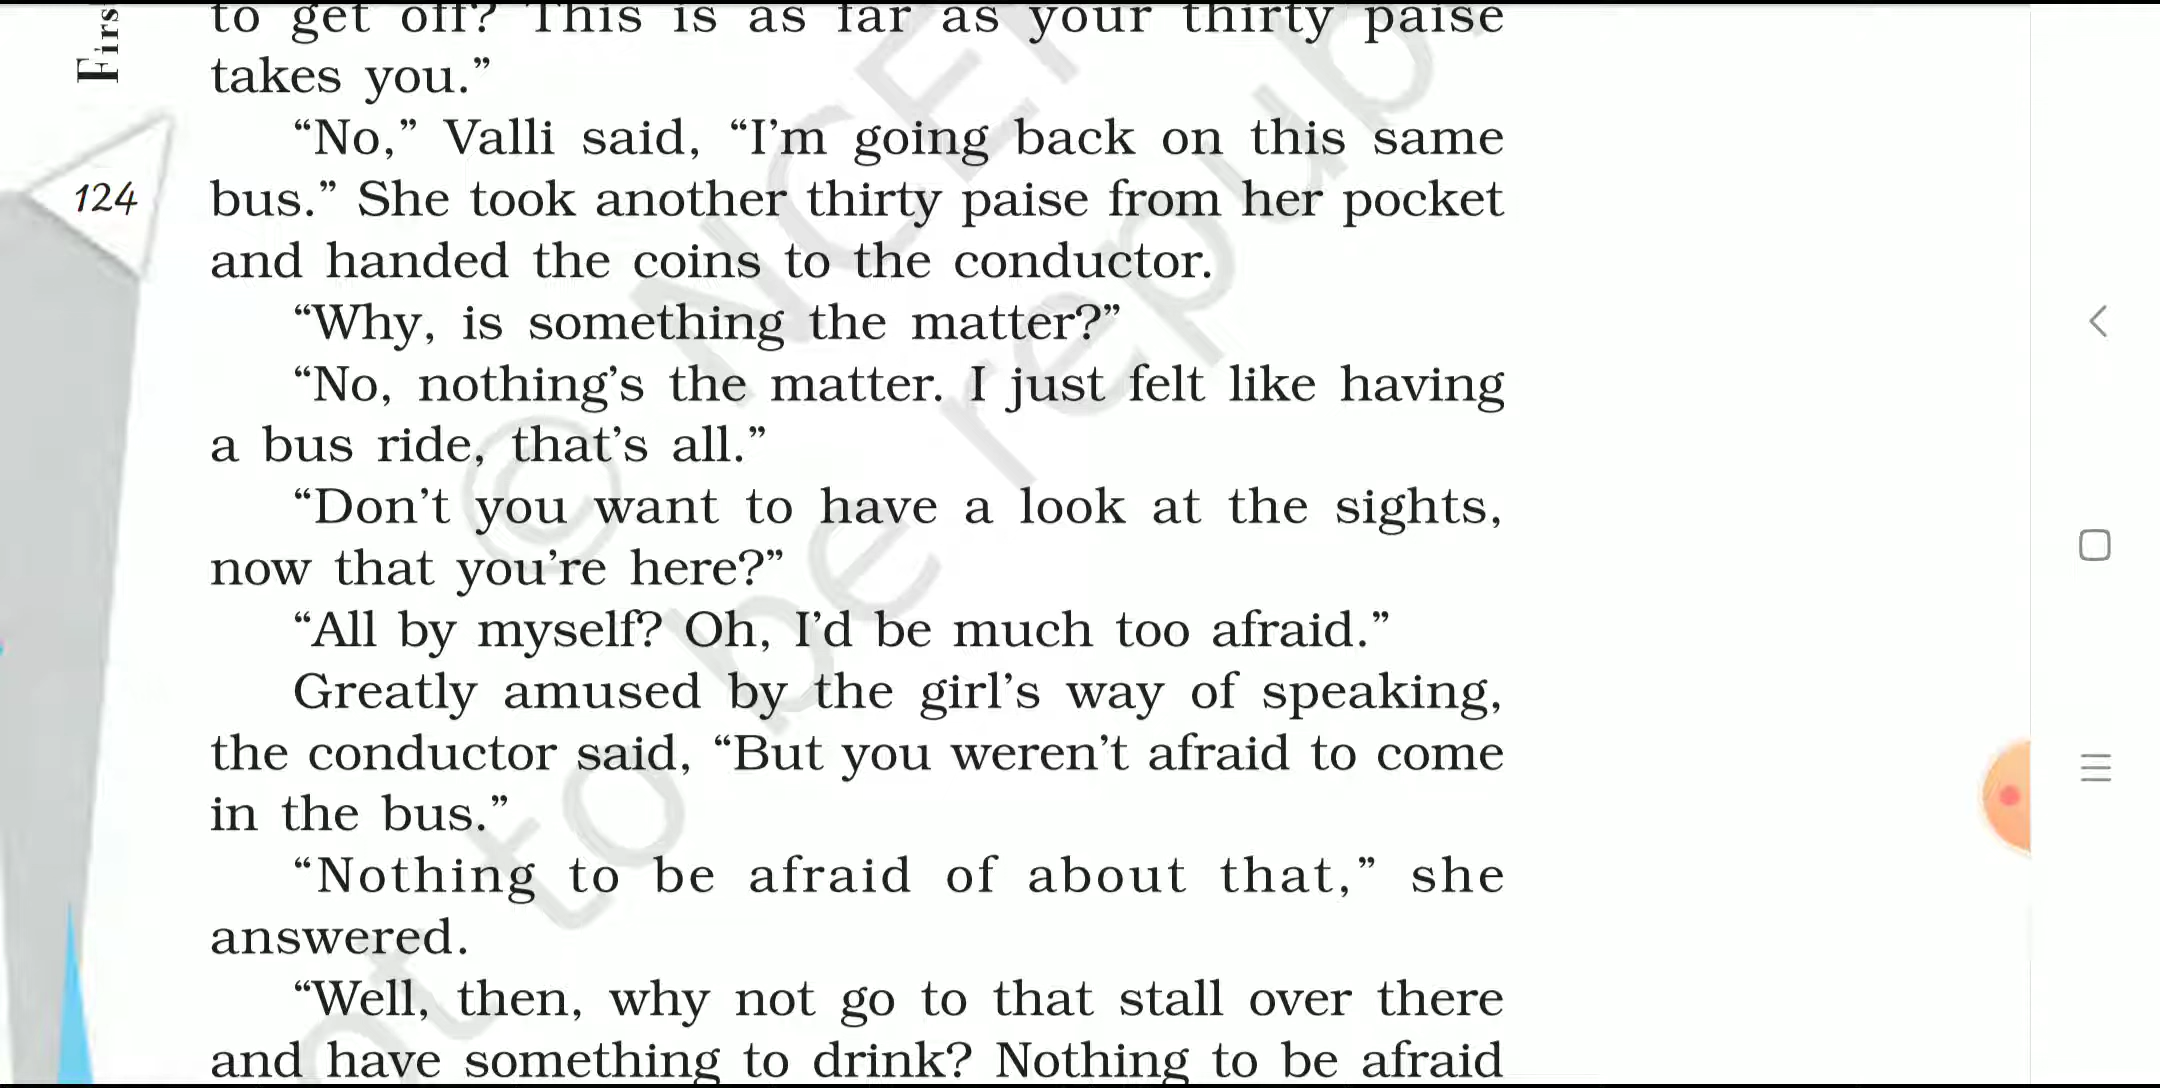 Firs
to get off? This is as far as your thirty paise
takes you.”
“No,” Valli said, “I’m going back on this same
124
bus.” She took another thirty paise from her pocket
and handed the coins to the conductor.
“Why, is something the matter?”
“No, nothing’s the matter. I just felt like having
a bus ride, that’s all.”
“Don’t you want to have a look at the sights,
now that you’re here?”
“All by myself? Oh, I’d be much too afraid.”
Greatly amused by the girl’s way of speaking,
the conductor said, “But you weren’t afraid to come
in the bus.”
“Nothing to be afraid of about that,” she
answered.
“Well, then, why not go to that stall over there
and have something to drink? Nothing to be afraid
© NCE
to be repub